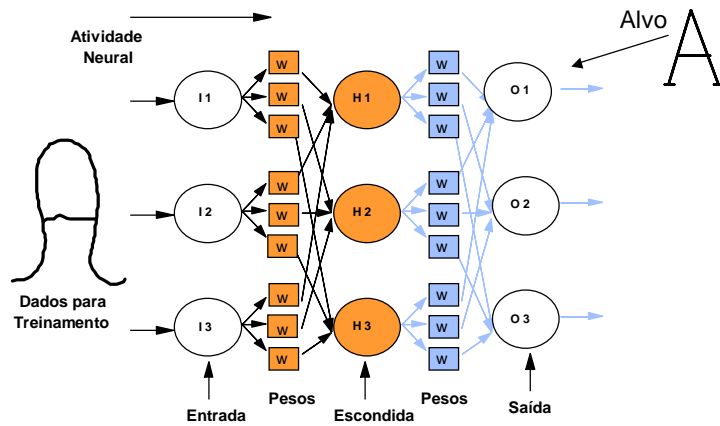 Atividade
Neural
Alvo
A
I 1
W
W
W
H 1
W
W
W
O 1
I 2
W
W
W
H 2
W
W
W
O 2
Dados para
Treinamento
I 3
W
W
W
H 3
W
W
W
O 3
Entrada
Pesos
Escondida
Pesos
Saída